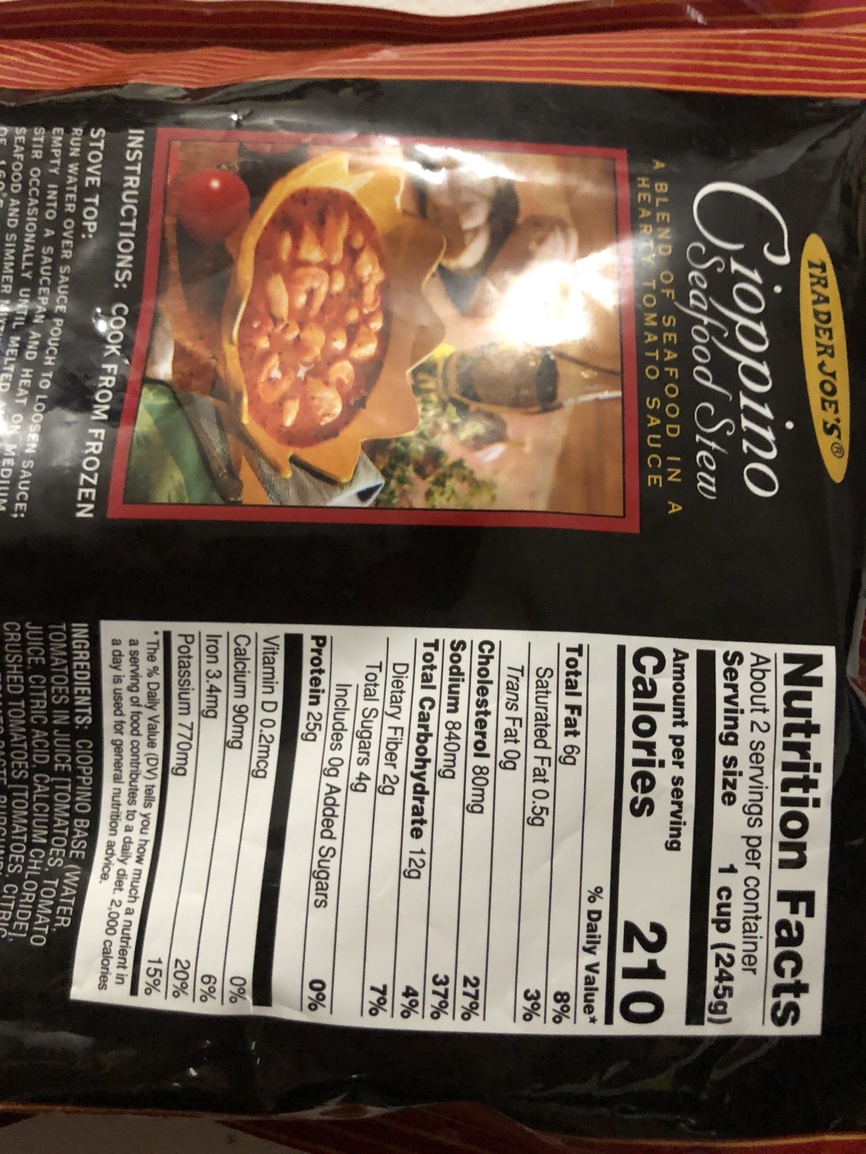 TRADER JOE'S®
Cioppino
Seafood Stew
A BLEND OF SEAFOOD IN A
HEARTY TOMATO SAUCE
INSTRUCTIONS: COOK FROM FROZEN
STOVE TOP:
RUN WATER OVER SAUCE POUCH TO LOOSEN SAUCE;
EMPTY INTO A SAUCEPAN AND HEAT ON MEDIUM
STIR OCCASIONALLY UNTIL MELTED
SEAFOOD AND SIMMER
Nutrition Facts
About 2 servings per container
Serving size 1 cup (245g)
Amount per serving
Calories 210
% Daily Value*
Total Fat 6g 8%
Saturated Fat 0.5g 3%
Trans Fat 0g
Cholesterol 80mg 27%
Sodium 840mg 37%
Total Carbohydrate 12g 4%
Dietary Fiber 2g 7%
Total Sugars 4g
Includes 0g Added Sugars 0%
Protein 25g
Vitamin D 0.2mcg 0%
Calcium 90mg 6%
Iron 3.4mg 20%
Potassium 770mg 15%
*The % Daily Value (DV) tells you how much a nutrient in
a serving of food contributes to a daily diet. 2,000 calories
a day is used for general nutrition advice.
INGREDIENTS: CIOPPINO BASE (WATER,
TOMATOES IN JUICE [TOMATOES, TOMATO
JUICE, CITRIC ACID, CALCIUM CHLORIDE],
CRUSHED TOMATOES [TOMATOES, CITRIC